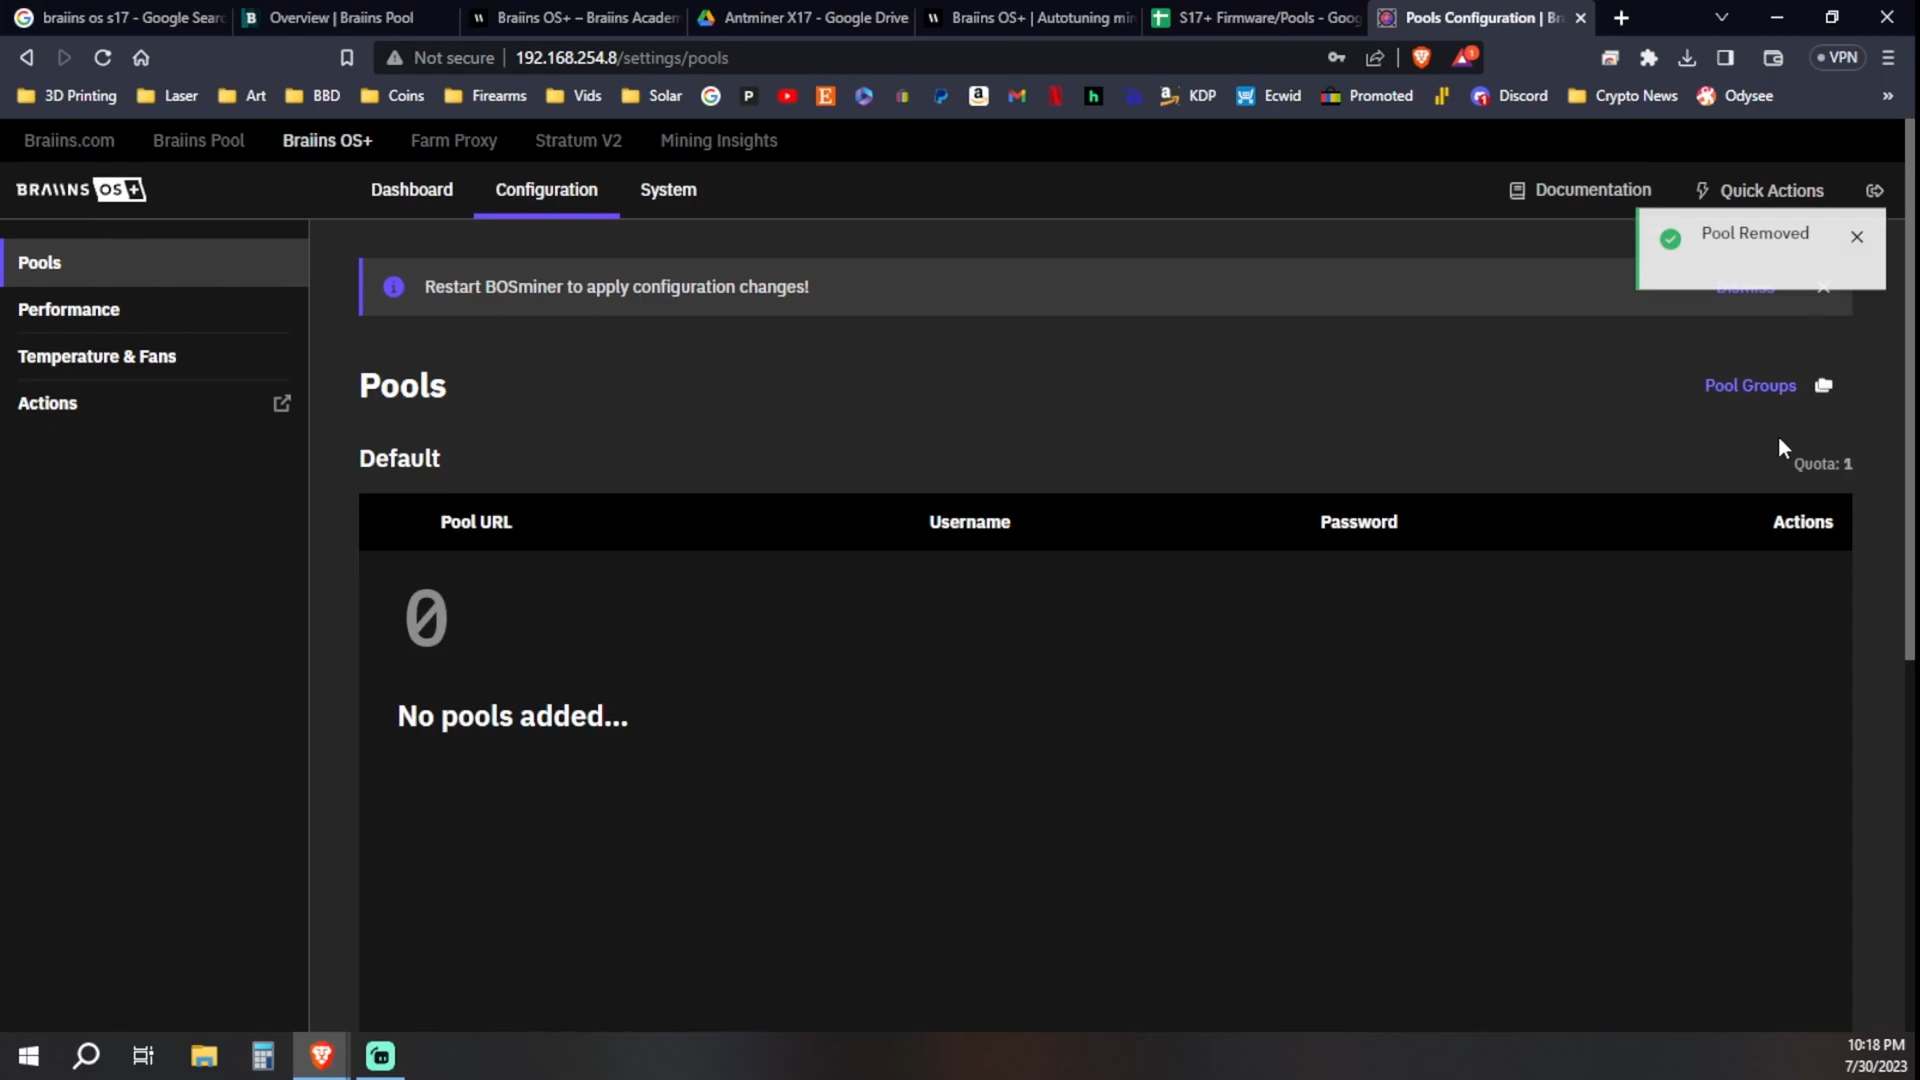 braiins os s17 - Google Sear
Overview | Braiins Pool
Braiins OS+ – Braiins Academ
Antminer X17 - Google Drive
Braiins OS+ | Autotuning min
S17+ Firmware/Pools - Goog
Pools Configuration | Br
Not secure
192.168.254.8/settings/pools
VPN
3D Printing
Laser
Art
BBD
Coins
Firearms
Vids
Solar
KDP
Ecwid
Promoted
Discord
Crypto News
Odysee
»
Braiins.com
Braiins Pool
Braiins OS+
Farm Proxy
Stratum V2
Mining Insights
BRAIINS OS+
Dashboard
Configuration
System
Documentation
Quick Actions
Pool Removed
Pools
Performance
Temperature & Fans
Actions
Restart BOSminer to apply configuration changes!
Dismiss
Pools
Pool Groups
Default
Quota: 1
Pool URL
Username
Password
Actions
0
No pools added...
10:18 PM
7/30/2023